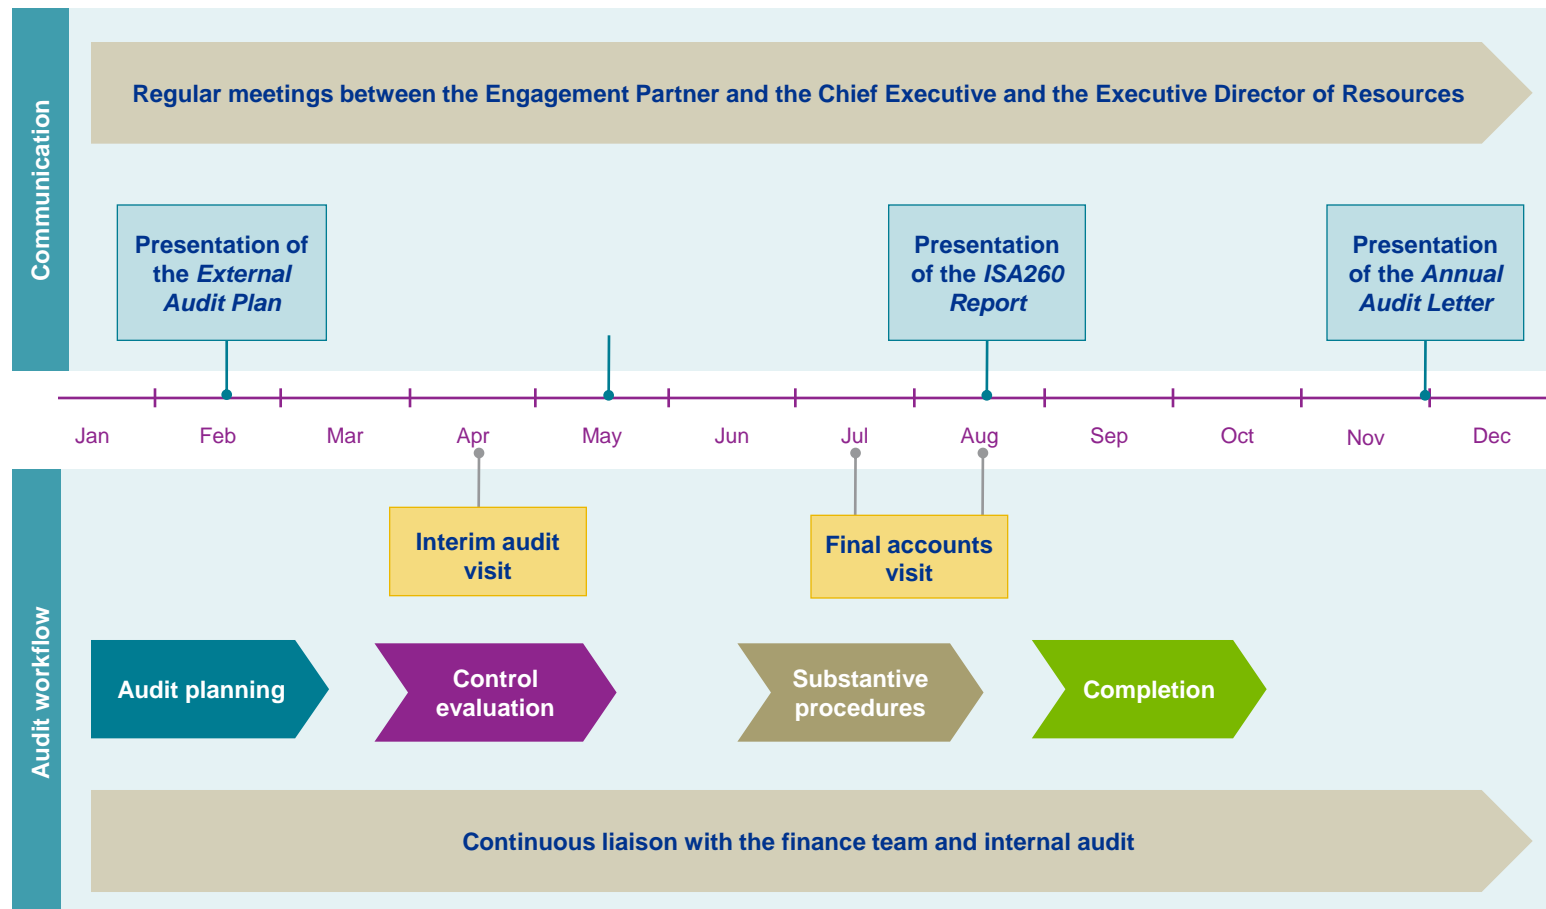 Communication
Regular meetings between the Engagement Partner and the Chief Executive and the Executive Director of Resources
Presentation of
the External
Audit Plan
Presentation
of the ISA260
Report
Presentation
of the Annual
Audit Letter
Jan
Feb
Mar
Apr
May
Jun
Jul
Aug
Sep
Oct
Nov
Dec
Audit workflow
Interim audit
visit
Final accounts
visit
Audit planning
Control
evaluation
Substantive
procedures
Completion
Continuous liaison with the finance team and internal audit